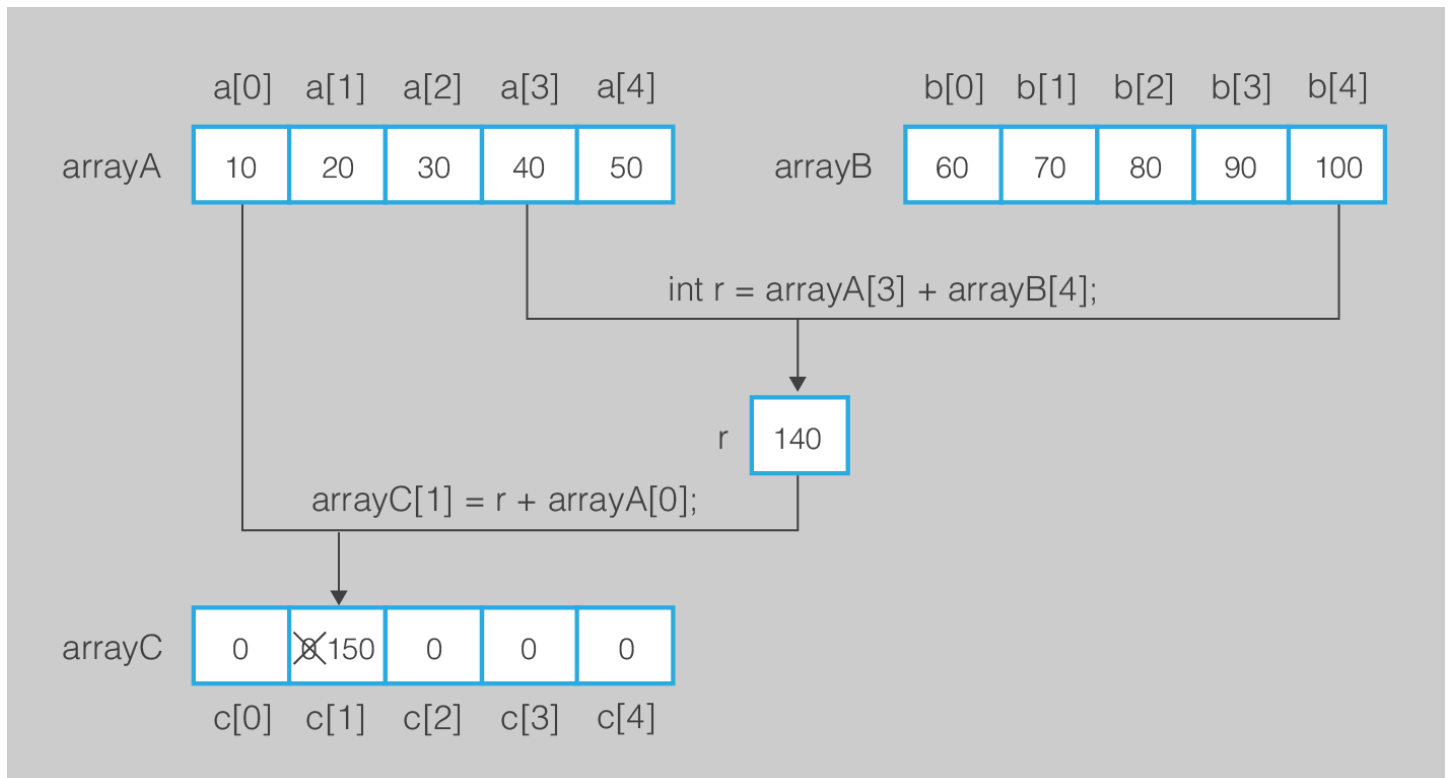 a[0] a[1] a[2] a[3] a[4]
b[0] b[1] b[2] b[3] b[4]
arrayA 10 20 30 40 50
arrayB 60 70 80 90 100
int r = arrayA[3] + arrayB[4];
r 140
arrayC[1] = r + arrayA[0];
arrayC 0 0 150 0 0 0
c[0] c[1] c[2] c[3] c[4]